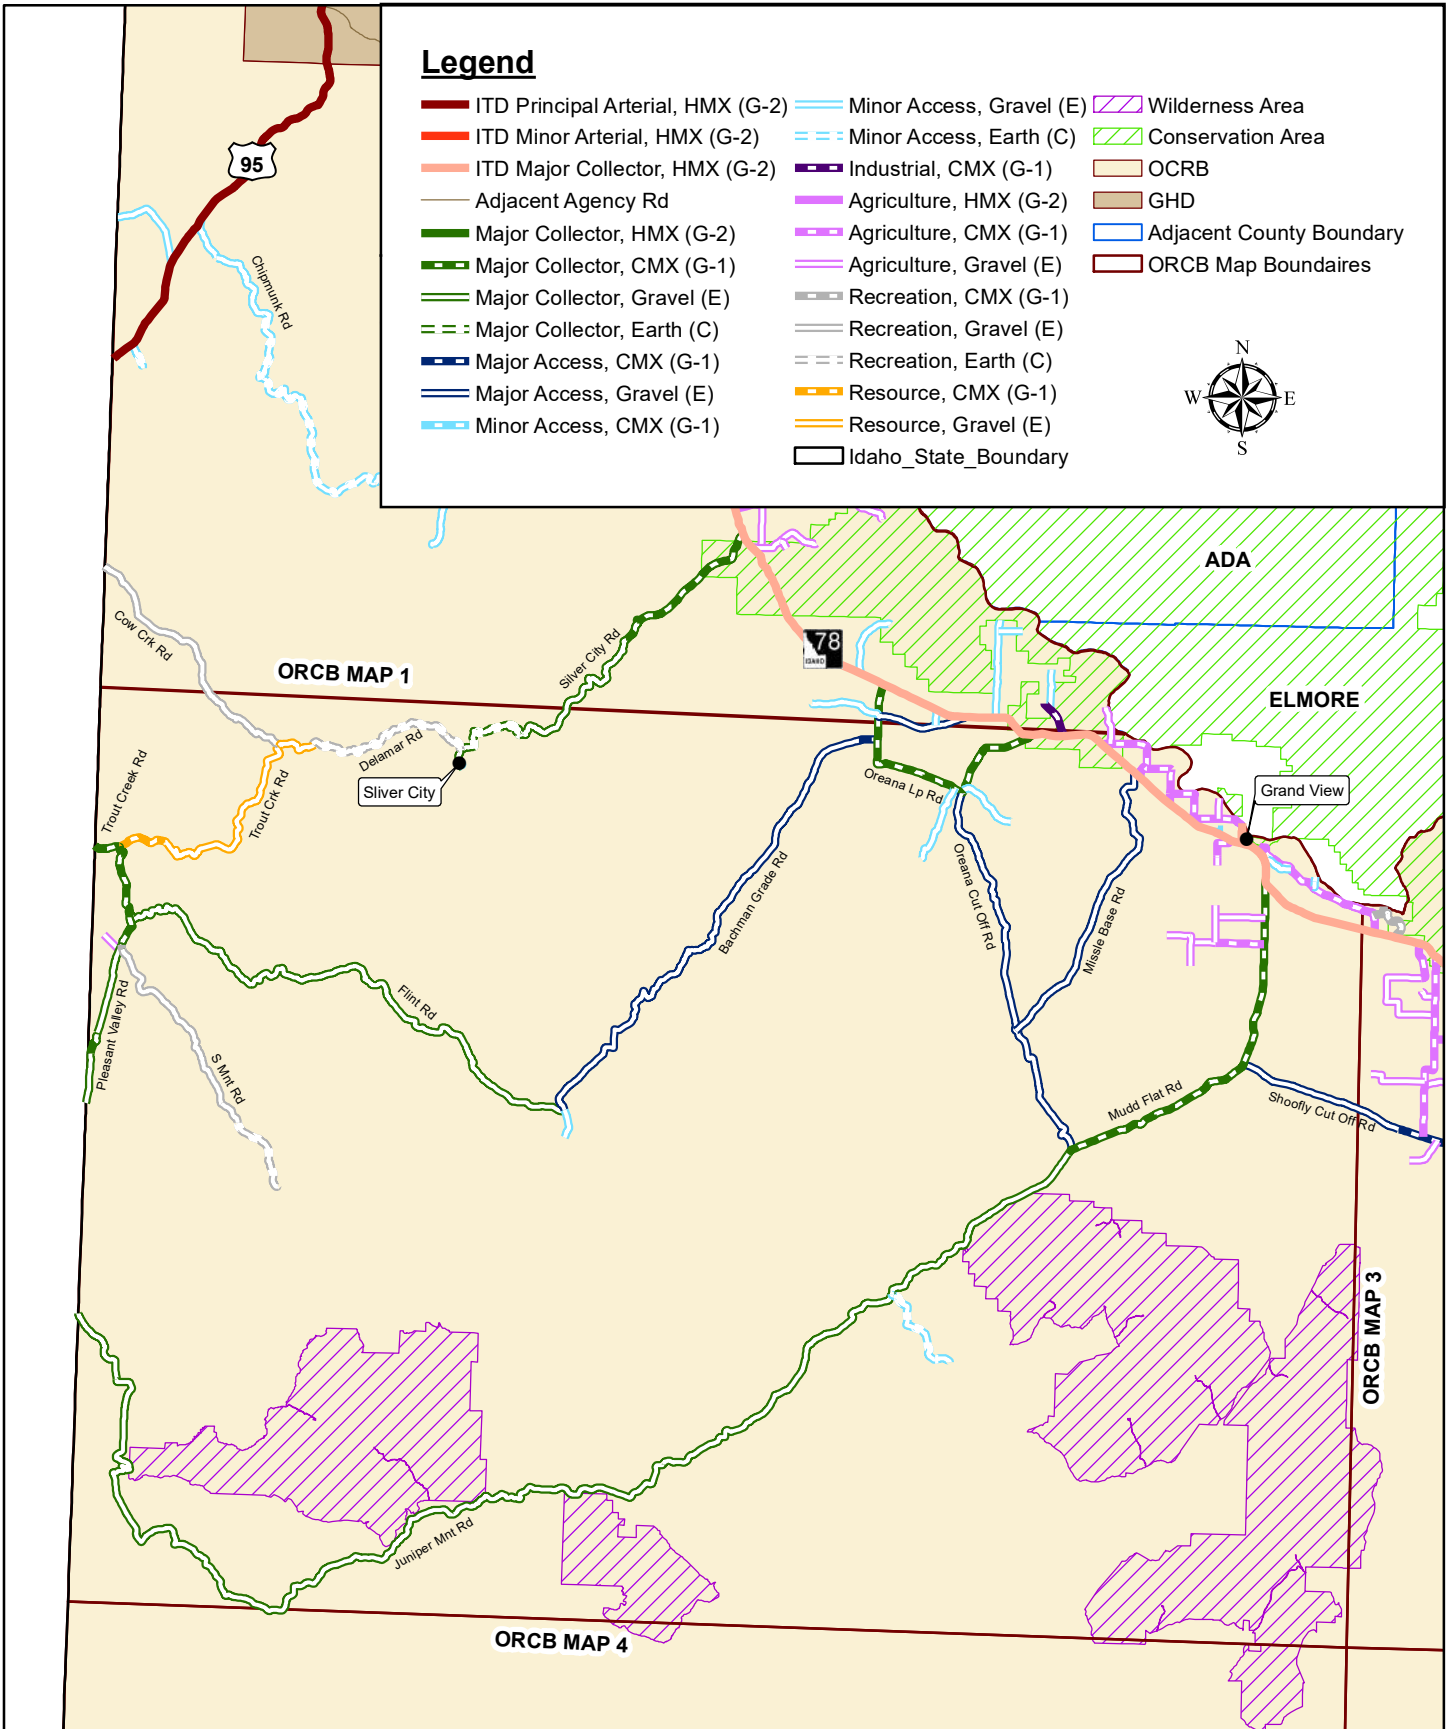 Legend
ITD Principal Arterial, HMX (G-2)
ITD Minor Arterial, HMX (G-2)
ITD Major Collector, HMX (G-2)
Adjacent Agency Rd
Major Collector, HMX (G-2)
Major Collector, CMX (G-1)
Major Collector, Gravel (E)
Major Collector, Earth (C)
Major Access, CMX (G-1)
Major Access, Gravel (E)
Minor Access, CMX (G-1)
Minor Access, Gravel (E)
Minor Access, Earth (C)
Industrial, CMX (G-1)
Agriculture, HMX (G-2)
Agriculture, CMX (G-1)
Agriculture, Gravel (E)
Recreation, CMX (G-1)
Recreation, Gravel (E)
Recreation, Earth (C)
Resource, CMX (G-1)
Resource, Gravel (E)
Idaho_State_Boundary
Wilderness Area
Conservation Area
OCRB
GHD
Adjacent County Boundary
ORCB Map Boundaires
N
W
E
S
95
Chipmunk Rd
ADA
Cow Crk Rd
Sliver City Rd
78
IDAHO
ORCB MAP 1
ELMORE
Delamar Rd
Trout Creek Rd
Trout Crk Rd
Sliver City
Oreana Lp Rd
Grand View
Bachman Grade Rd
Oreana Cut Off Rd
Missle Base Rd
Flint Rd
Pleasant Valley Rd
S Mnt Rd
Mudd Flat Rd
Shoofly Cut Off Rd
ORCB MAP 3
Juniper Mnt Rd
ORCB MAP 4